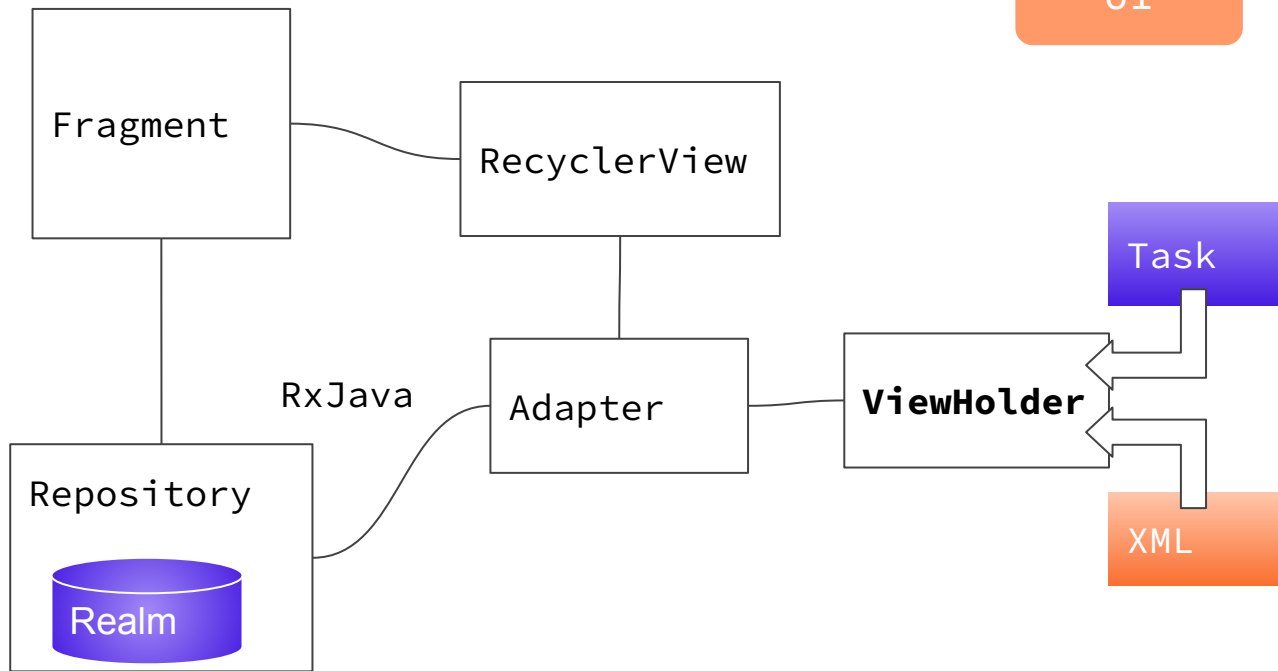 Fragment
RecyclerView
Task
RxJava
Adapter
ViewHolder
Repository
XML
Realm